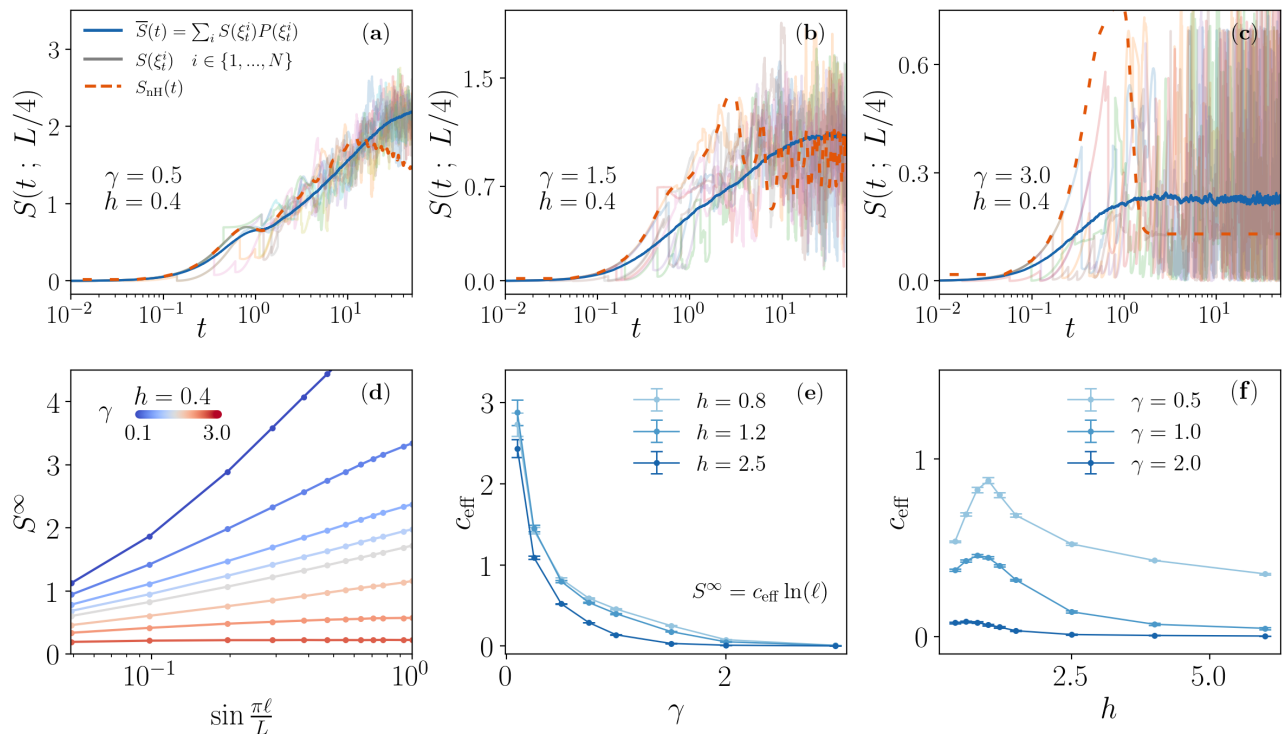 (a)
S̅(t) = ∑ᵢ S(ξₜⁱ)P(ξₜⁱ)
S(ξₜⁱ)   i ∈ {1, ..., N}
S_nH(t)
γ = 0.5
h = 0.4
S(t ; L/4)
3
2
1
0
10⁻²
10⁻¹
10⁰
10¹
t
(b)
γ = 1.5
h = 0.4
S(t ; L/4)
1.5
0.7
0.0
10⁻²
10⁻¹
10⁰
10¹
t
(c)
γ = 3.0
h = 0.4
S(t ; L/4)
0.6
0.3
0.0
10⁻²
10⁻¹
10⁰
10¹
t
(d)
h = 0.4
γ
0.1
3.0
S^∞
4
3
2
1
0
10⁻¹
10⁰
sin πℓ/L
(e)
h = 0.8
h = 1.2
h = 2.5
S^∞ = c_eff ln(ℓ)
c_eff
3
2
1
0
0
2
γ
(f)
γ = 0.5
γ = 1.0
γ = 2.0
c_eff
1
0
2.5
5.0
h